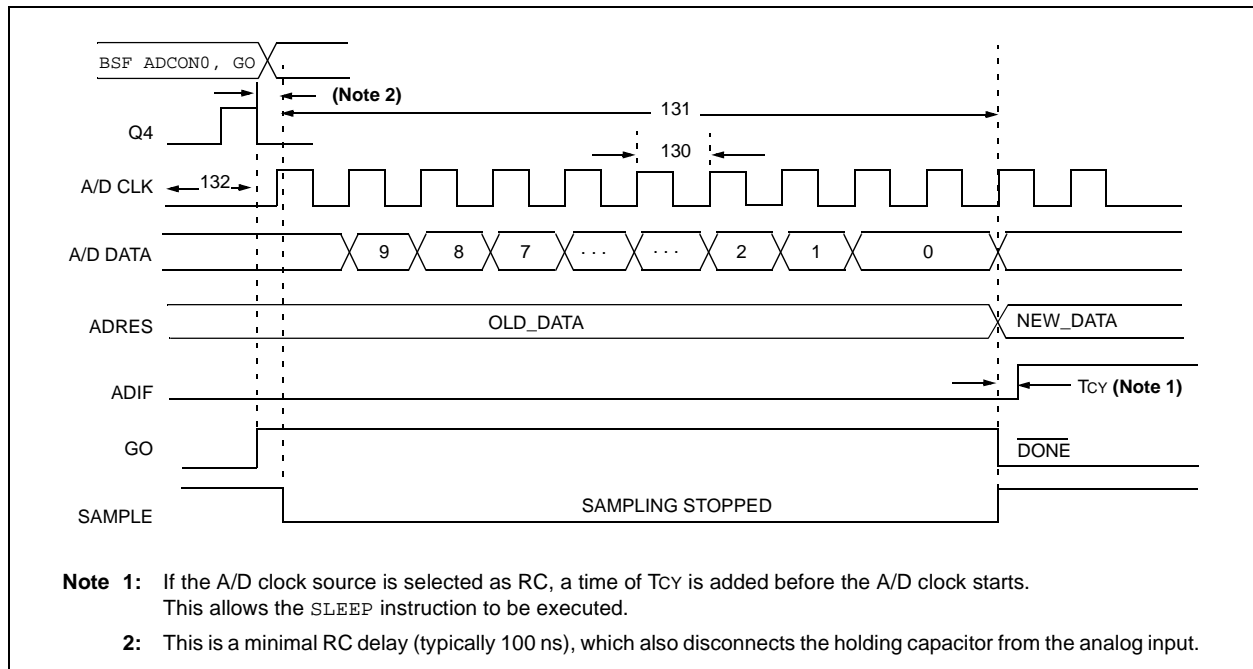 BSF ADCON0, GO
(Note 2)
131
Q4
130
A/D CLK
132
A/D DATA
9 8 7 . . . . . . 2 1 0
ADRES
OLD_DATA
NEW_DATA
ADIF
TCY (Note 1)
GO
DONE
SAMPLE
SAMPLING STOPPED
Note 1: If the A/D clock source is selected as RC, a time of TCY is added before the A/D clock starts.
This allows the SLEEP instruction to be executed.
2: This is a minimal RC delay (typically 100 ns), which also disconnects the holding capacitor from the analog input.